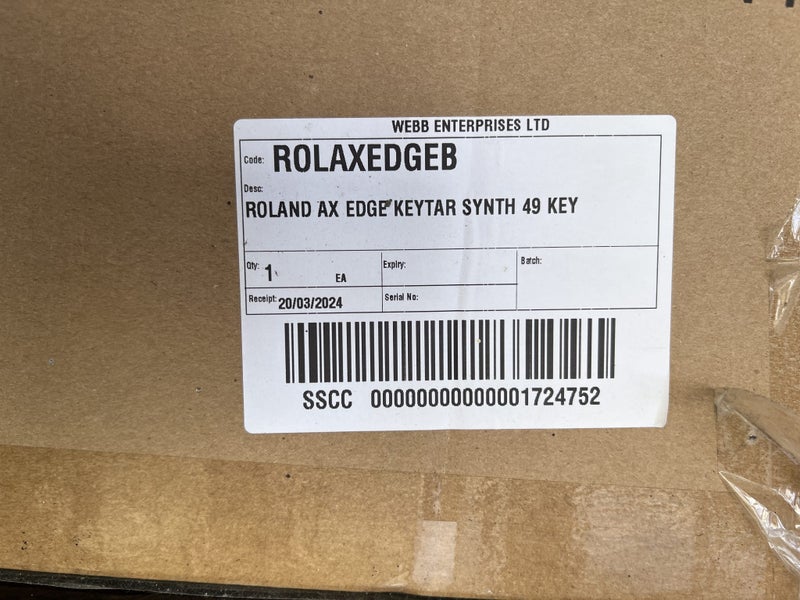 WEBB ENTERPRISES LTD
Code: ROLAXEDGEB
Desc:
ROLAND AX EDGE KEYTAR SYNTH 49 KEY
Qty: 1 EA Expiry: Batch:
Receipt: 20/03/2024 Serial No:
SSCC 00000000000001724752